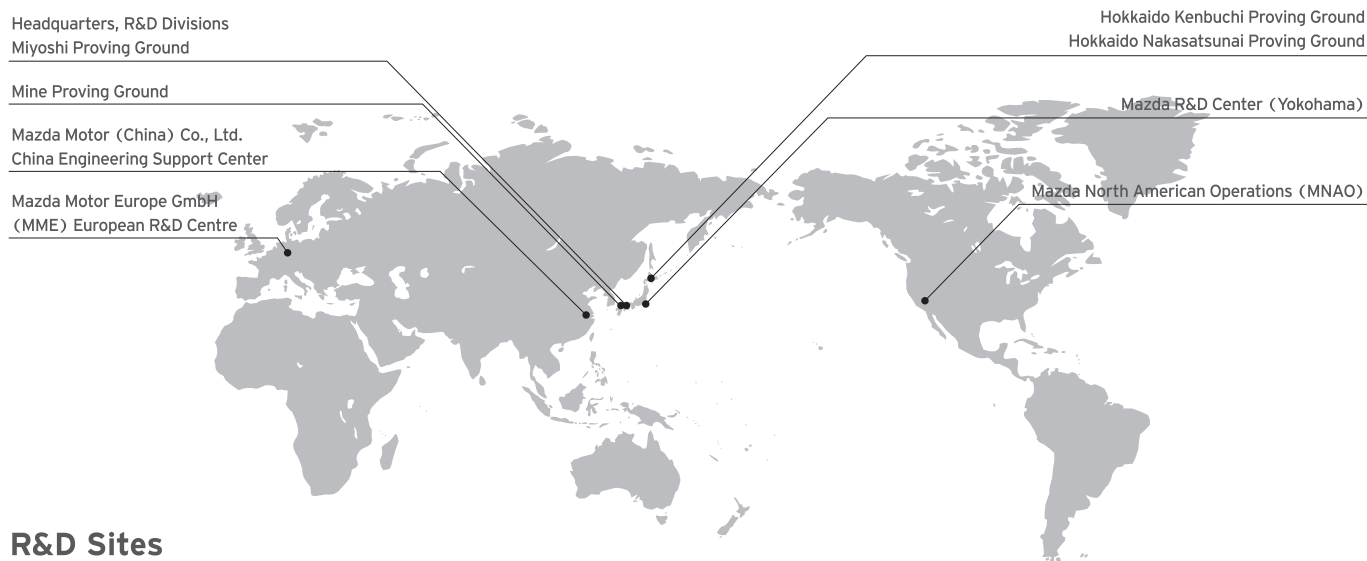 Headquarters, R&D Divisions
Miyoshi Proving Ground
Mine Proving Ground
Mazda Motor (China) Co., Ltd.
China Engineering Support Center
Mazda Motor Europe GmbH
(MME) European R&D Centre
Hokkaido Kenbuchi Proving Ground
Hokkaido Nakasatsunai Proving Ground
Mazda R&D Center (Yokohama)
Mazda North American Operations (MNAO)
R&D Sites